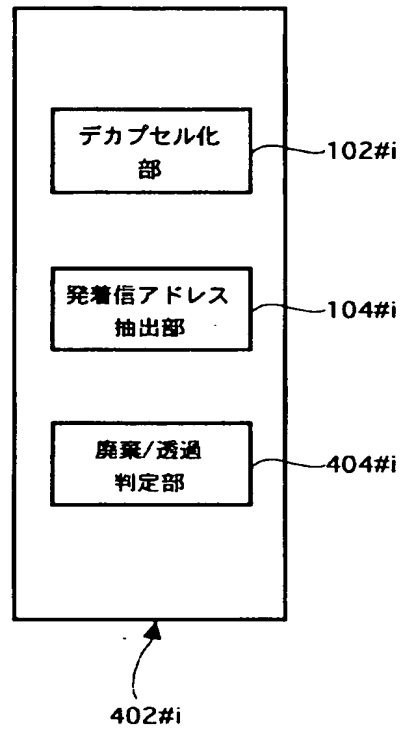 デカプセル化
部
102#i
発着信アドレス
抽出部
104#i
廃棄/透過
判定部
404#i
402#i